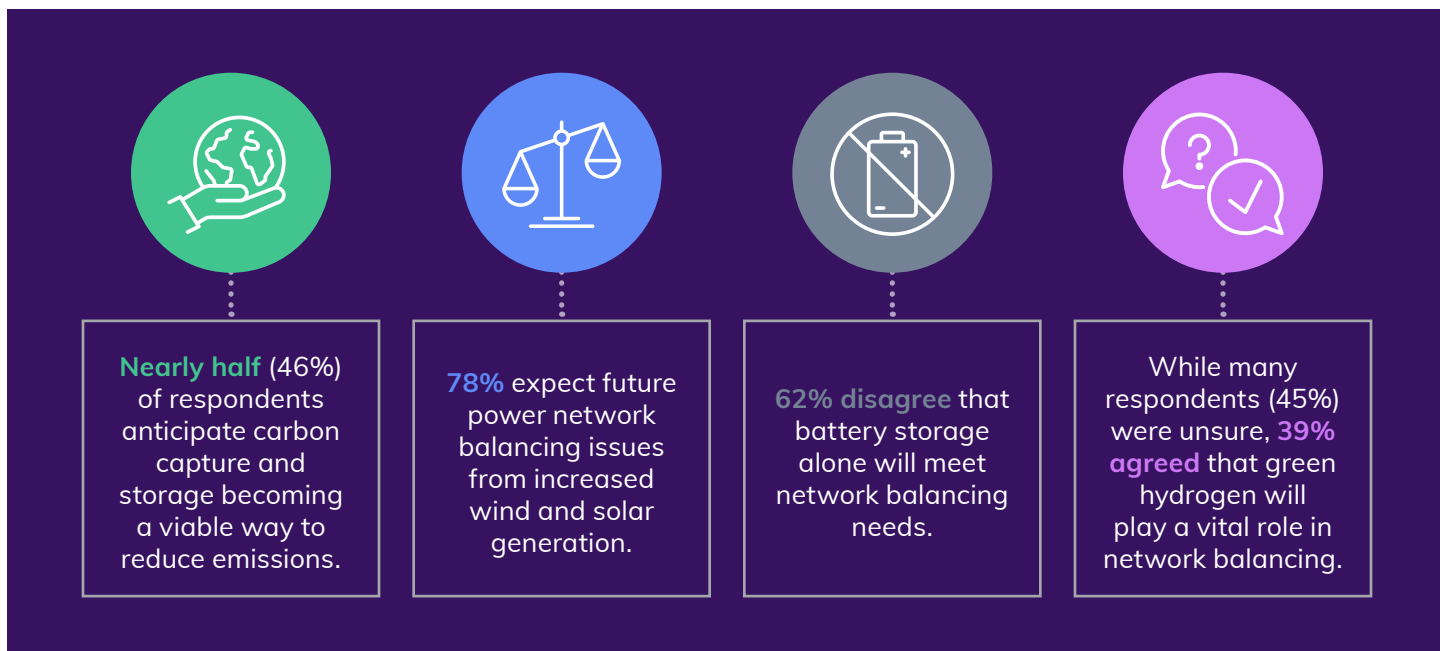 Nearly half (46%)
of respondents
anticipate carbon
capture and
storage becoming
a viable way to
reduce emissions.
78% expect future
power network
balancing issues
from increased
wind and solar
generation.
62% disagree that
battery storage
alone will meet
network balancing
needs.
While many
respondents (45%)
were unsure, 39%
agreed that green
hydrogen will
play a vital role in
network balancing.